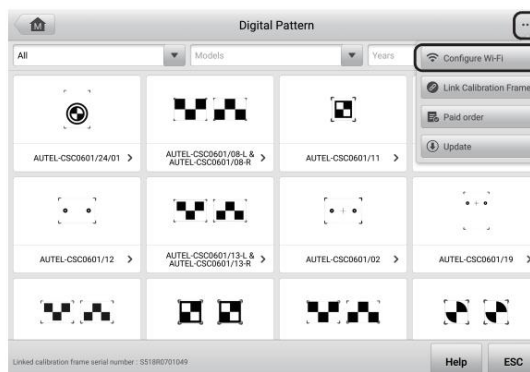 M
Digital Pattern
All
Models
Years
Configure Wi-Fi
Link Calibration Frame
Paid order
Update
AUTEL-CSC0601/24/01
AUTEL-CSC0601/08-L &
AUTEL-CSC0601/08-R
AUTEL-CSC0601/11
AUTEL-CSC0601/12
AUTEL-CSC0601/13-L &
AUTEL-CSC0601/13-R
AUTEL-CSC0601/02
AUTEL-CSC0601/19
Linked calibration frame serial number : S518R0701049
Help
ESC